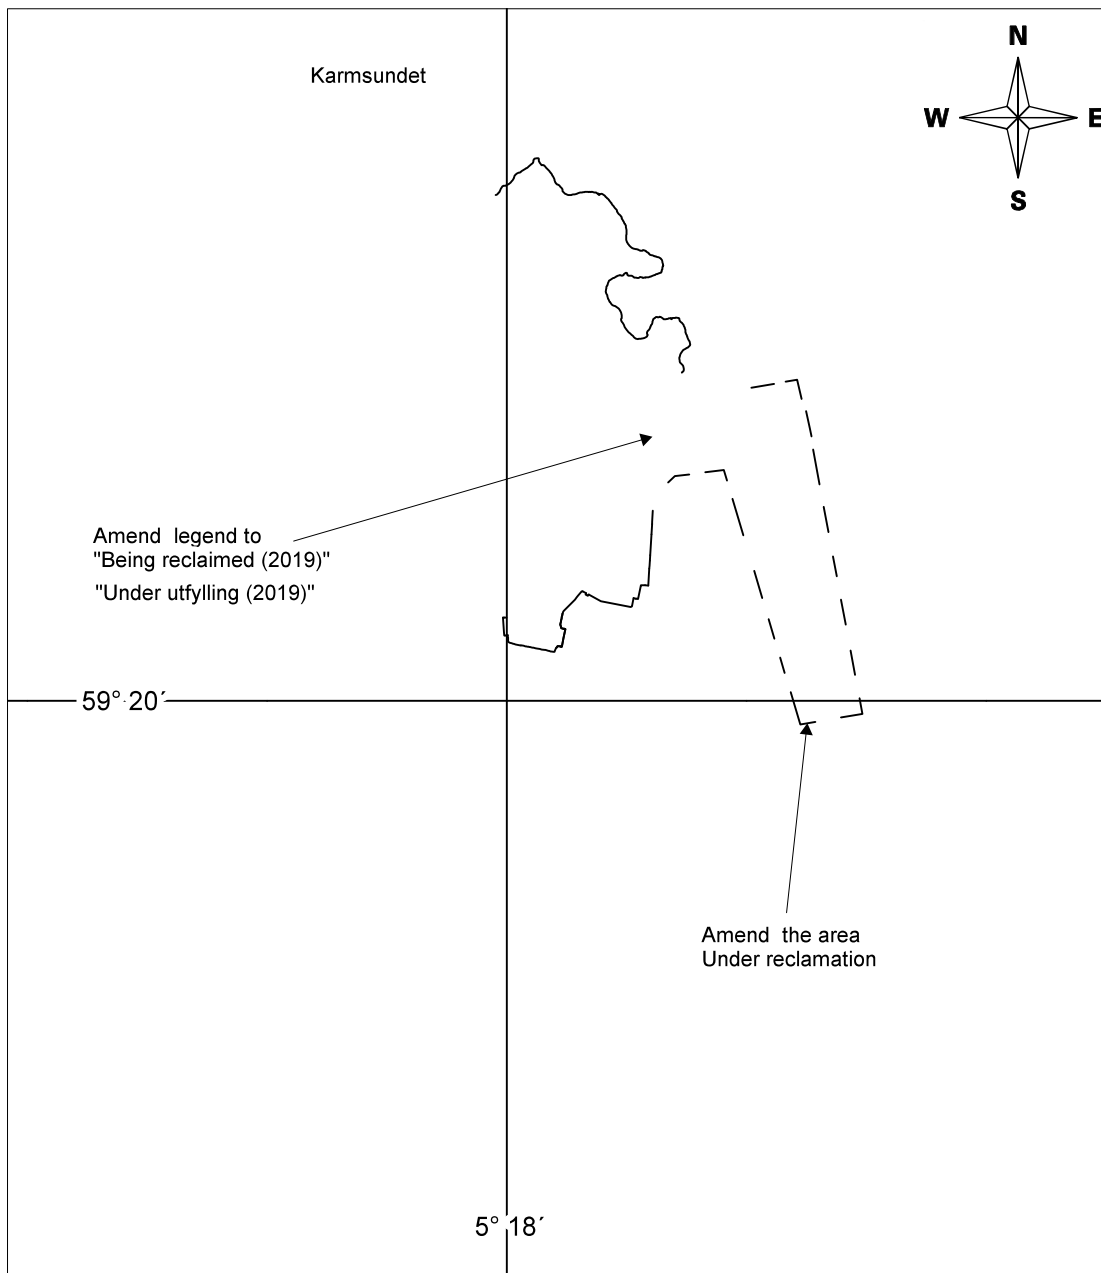 N
Karmsundet
W E
S
Amend legend to
"Being reclaimed (2019)"
"Under utfylling (2019)"
59° 20´
Amend the area
Under reclamation
5° 18´